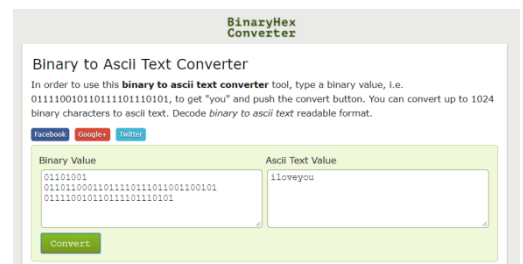 BinaryHex
Converter
Binary to Ascii Text Converter
In order to use this binary to ascii text converter tool, type a binary value, i.e.
011110010110111101110101, to get "you" and push the convert button. You can convert up to 1024
binary characters to ascii text. Decode binary to ascii text readable format.
Facebook Google+ Twitter
Binary Value Ascii Text Value
01101001 iloveyou
01101100011011110111011001100101
011110010110111101110101
Convert